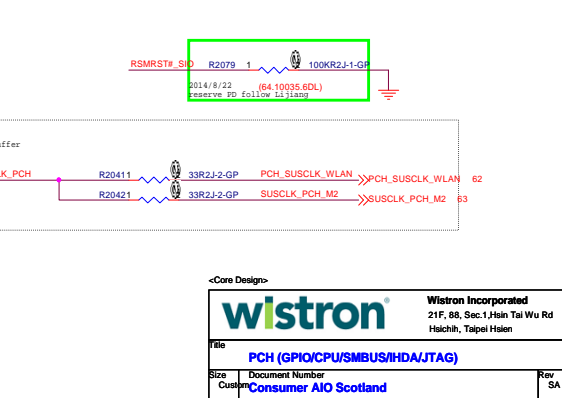 RSMRST#_SIO R2079 1 100KR2J-1-GP
2014/8/22 (64.10035.6DL)
reserve PD follow Lijiang
ffer
LK_PCH R20411 33R2J-2-GP PCH_SUSCLK_WLAN PCH_SUSCLK_WLAN 62
R20421 33R2J-2-GP SUSCLK_PCH_M2 SUSCLK_PCH_M2 63
<Core Design>
wistron
Wistron Incorporated
21F, 88, Sec.1,Hsin Tai Wu Rd
Hsichih, Taipei Hsien
Title
PCH (GPIO/CPU/SMBUS/IHDA/JTAG)
Size Document Number Rev
Custom Consumer AIO Scotland SA